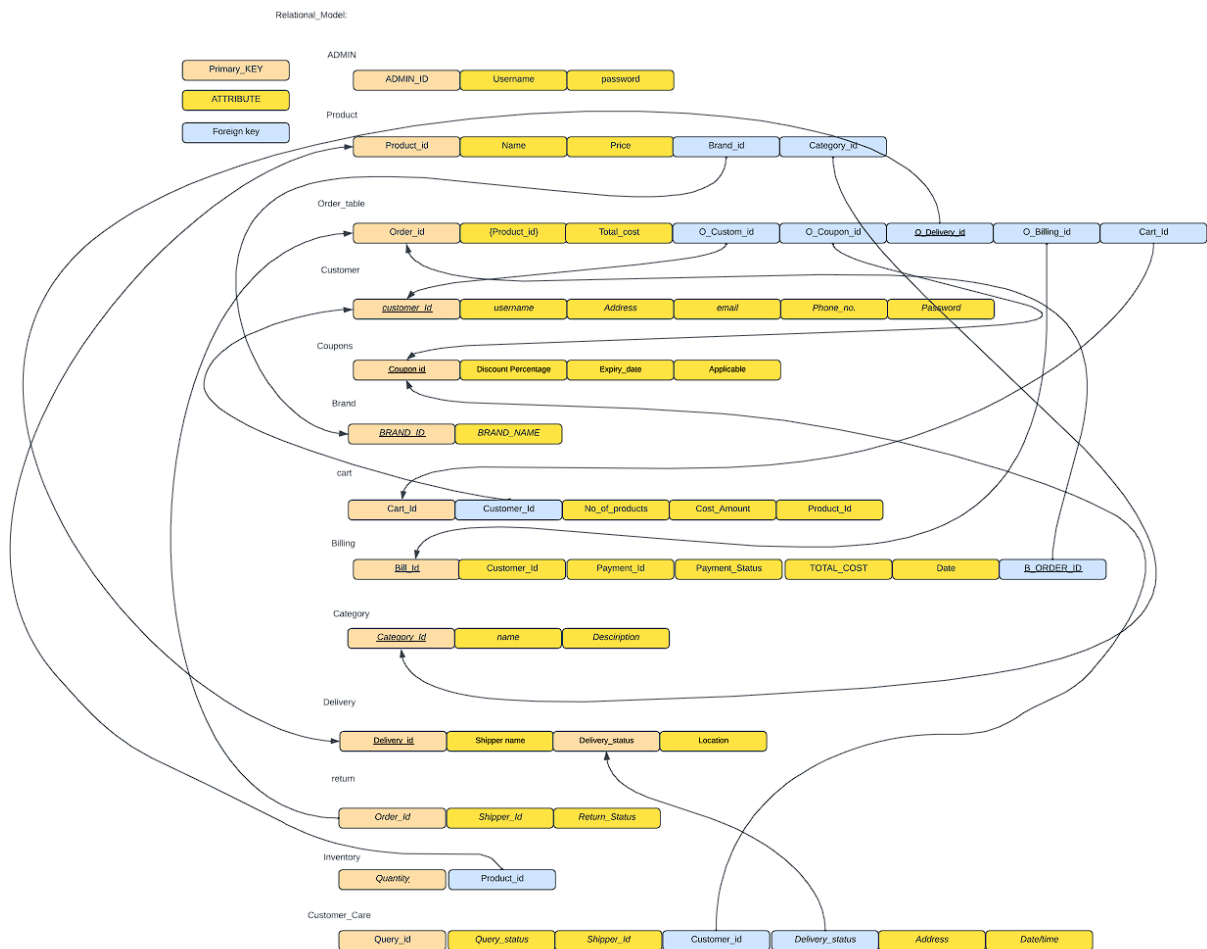 Relational_Model:
ADMIN
Primary_KEY
ADMIN_ID Username password
ATTRIBUTE
Product
Foreign key
Product_id Name Price Brand_id Category_id
Order_table
Order_id {Product_id} Total_cost O_Custom_id O_Coupon_id O_Delivery_id O_Billing_id Cart_Id
Customer
customer_Id username Address email Phone_no. Password
Coupons
Coupon id Discount Percentage Expiry_date Applicable
Brand
BRAND_ID BRAND_NAME
cart
Cart_Id Customer_Id No_of_products Cost_Amount Product_Id
Billing
Bill_Id Customer_Id Payment_Id Payment_Status TOTAL_COST Date B_ORDER_ID
Category
Category_Id name Desciription
Delivery
Delivery_id Shipper name Delivery_status Location
return
Order_Id Shipper_Id Return_Status
Inventory
Quantity Product_id
Customer_Care
Query_id Query_status Shipper_Id Customer_id Delivery_status Address Date/time